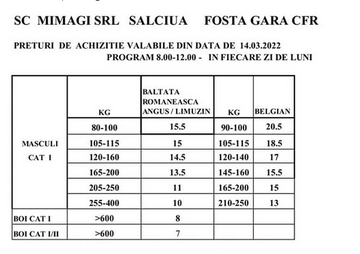 SC MIMAGI SRL SALCIUA FOSTA GARA CFR
PRETURI DE ACHIZITIE VALABILE DIN DATA DE 14.03.2022
PROGRAM 8.00-12.00 - IN FIECARE ZI DE LUNI
KG BALTATA ROMANEASCA ANGUS / LIMUZIN KG BELGIAN
80-100 15.5 90-100 20.5
MASCULI 105-115 15 105-115 18.5
CAT I 120-160 14.5 120-140 17
165-200 13.5 145-160 15.5
205-250 11 165-200 15
255-400 10 210-250 13
BOI CAT I >600 8
BOI CAT I/II >600 7